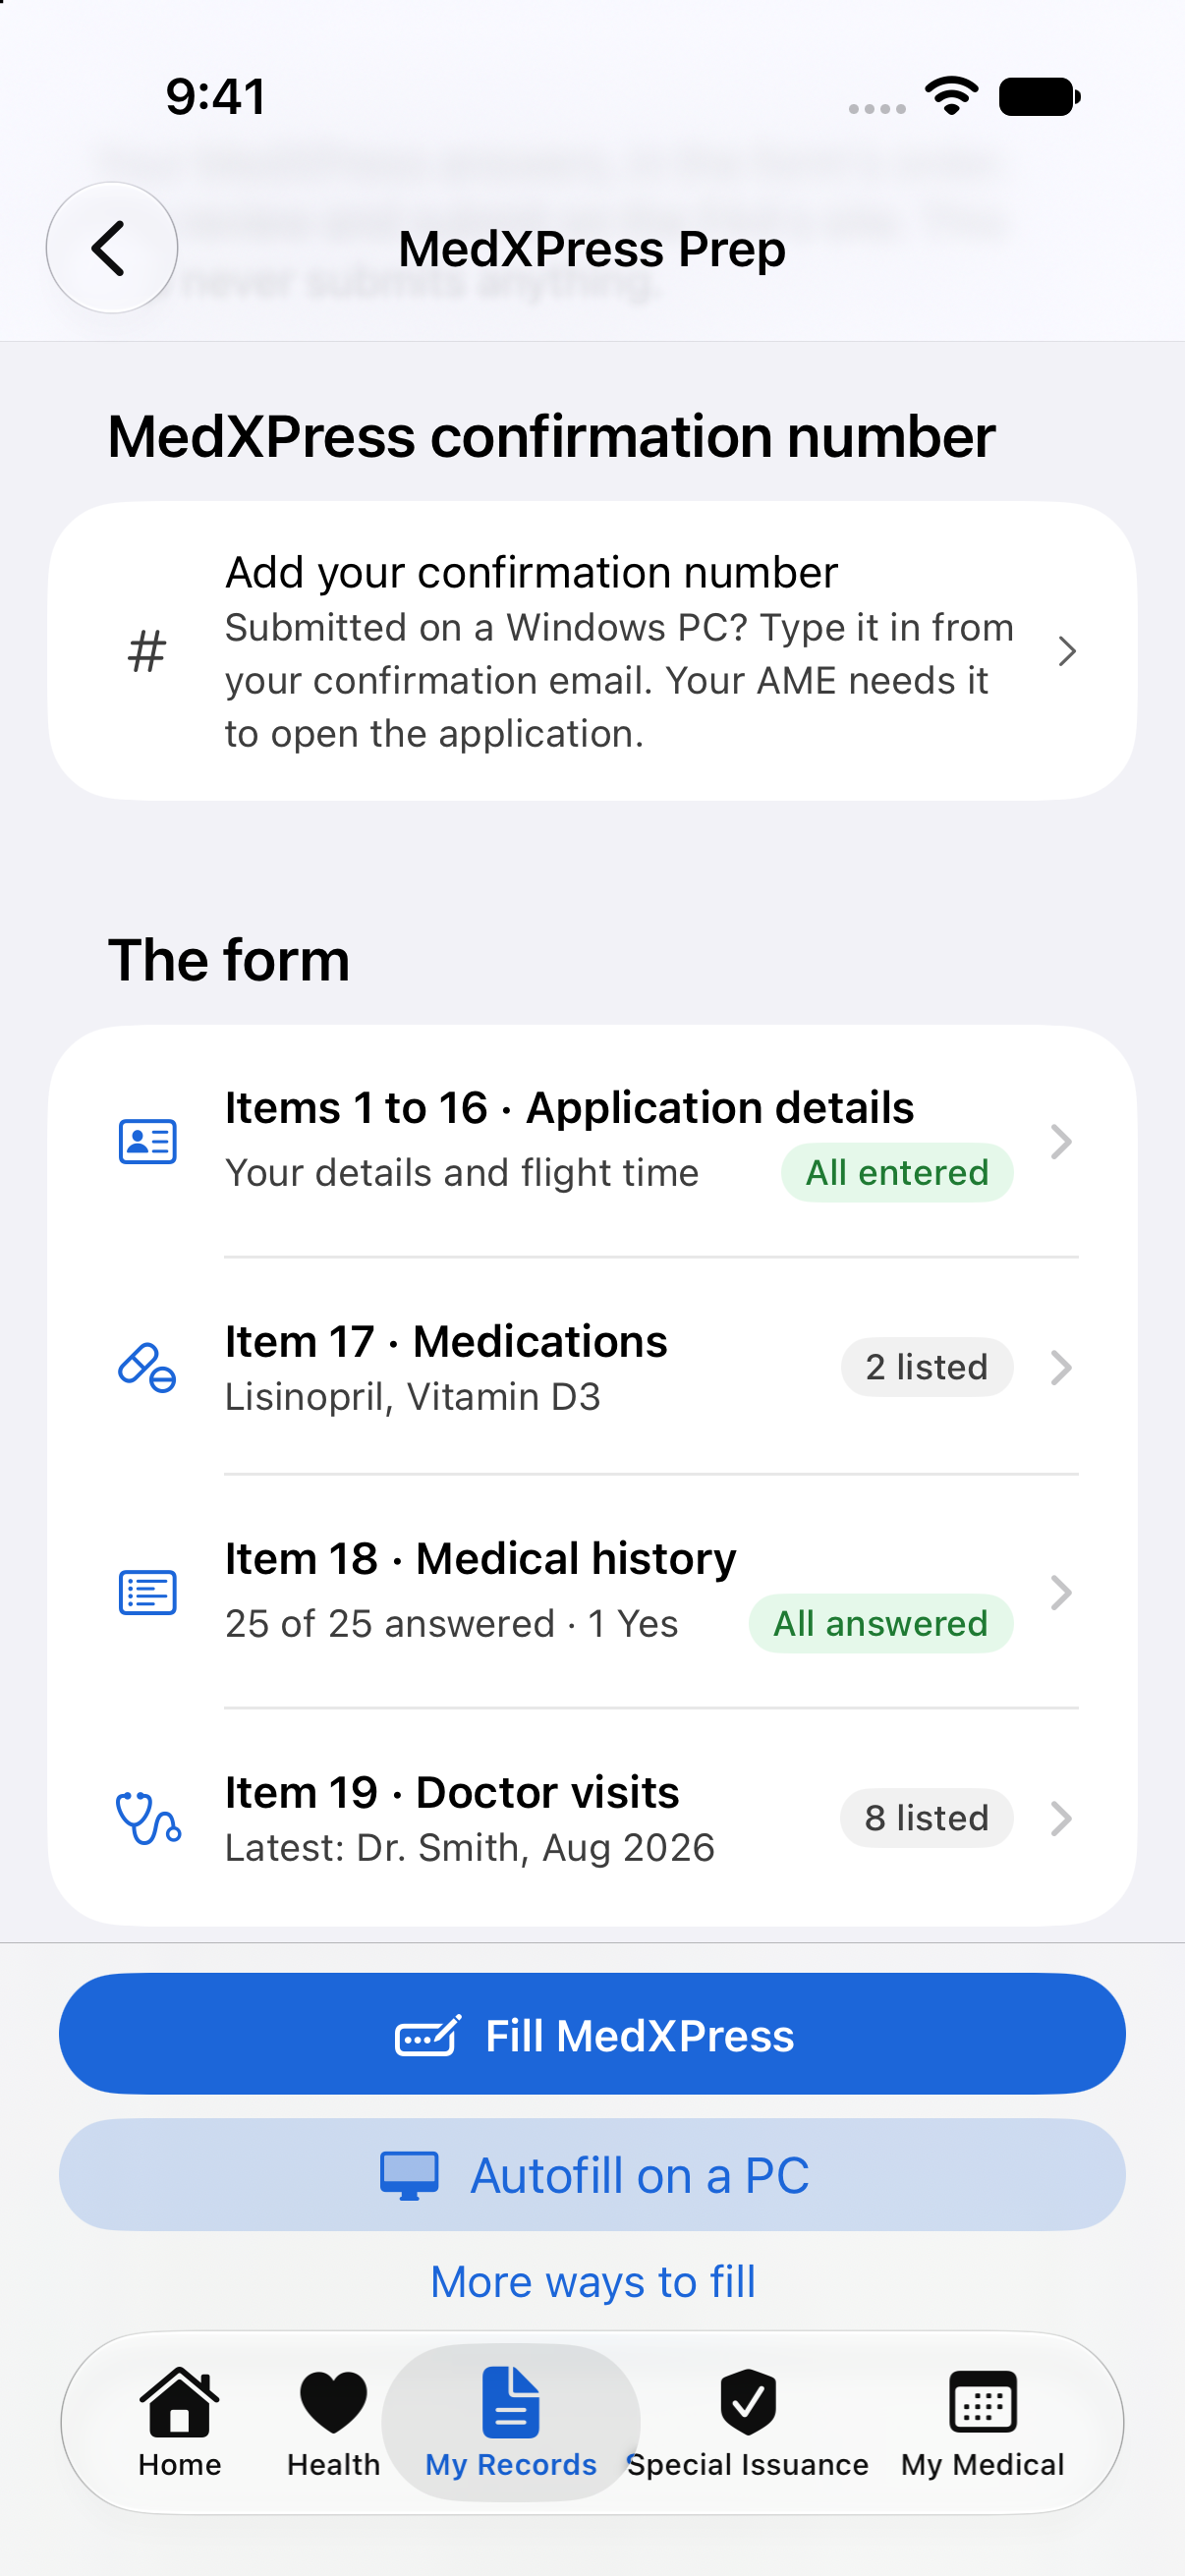 9:41
never submits anything.
MedXPress Prep
MedXPress confirmation number
#
Add your confirmation number
Submitted on a Windows PC? Type it in from
your confirmation email. Your AME needs it
to open the application.
The form
Items 1 to 16 · Application details
Your details and flight time
All entered
Item 17 · Medications
Lisinopril, Vitamin D3
2 listed
Item 18 · Medical history
25 of 25 answered · 1 Yes
All answered
Item 19 · Doctor visits
Latest: Dr. Smith, Aug 2026
8 listed
Fill MedXPress
Autofill on a PC
More ways to fill
Home
Health
My Records
Special Issuance
My Medical